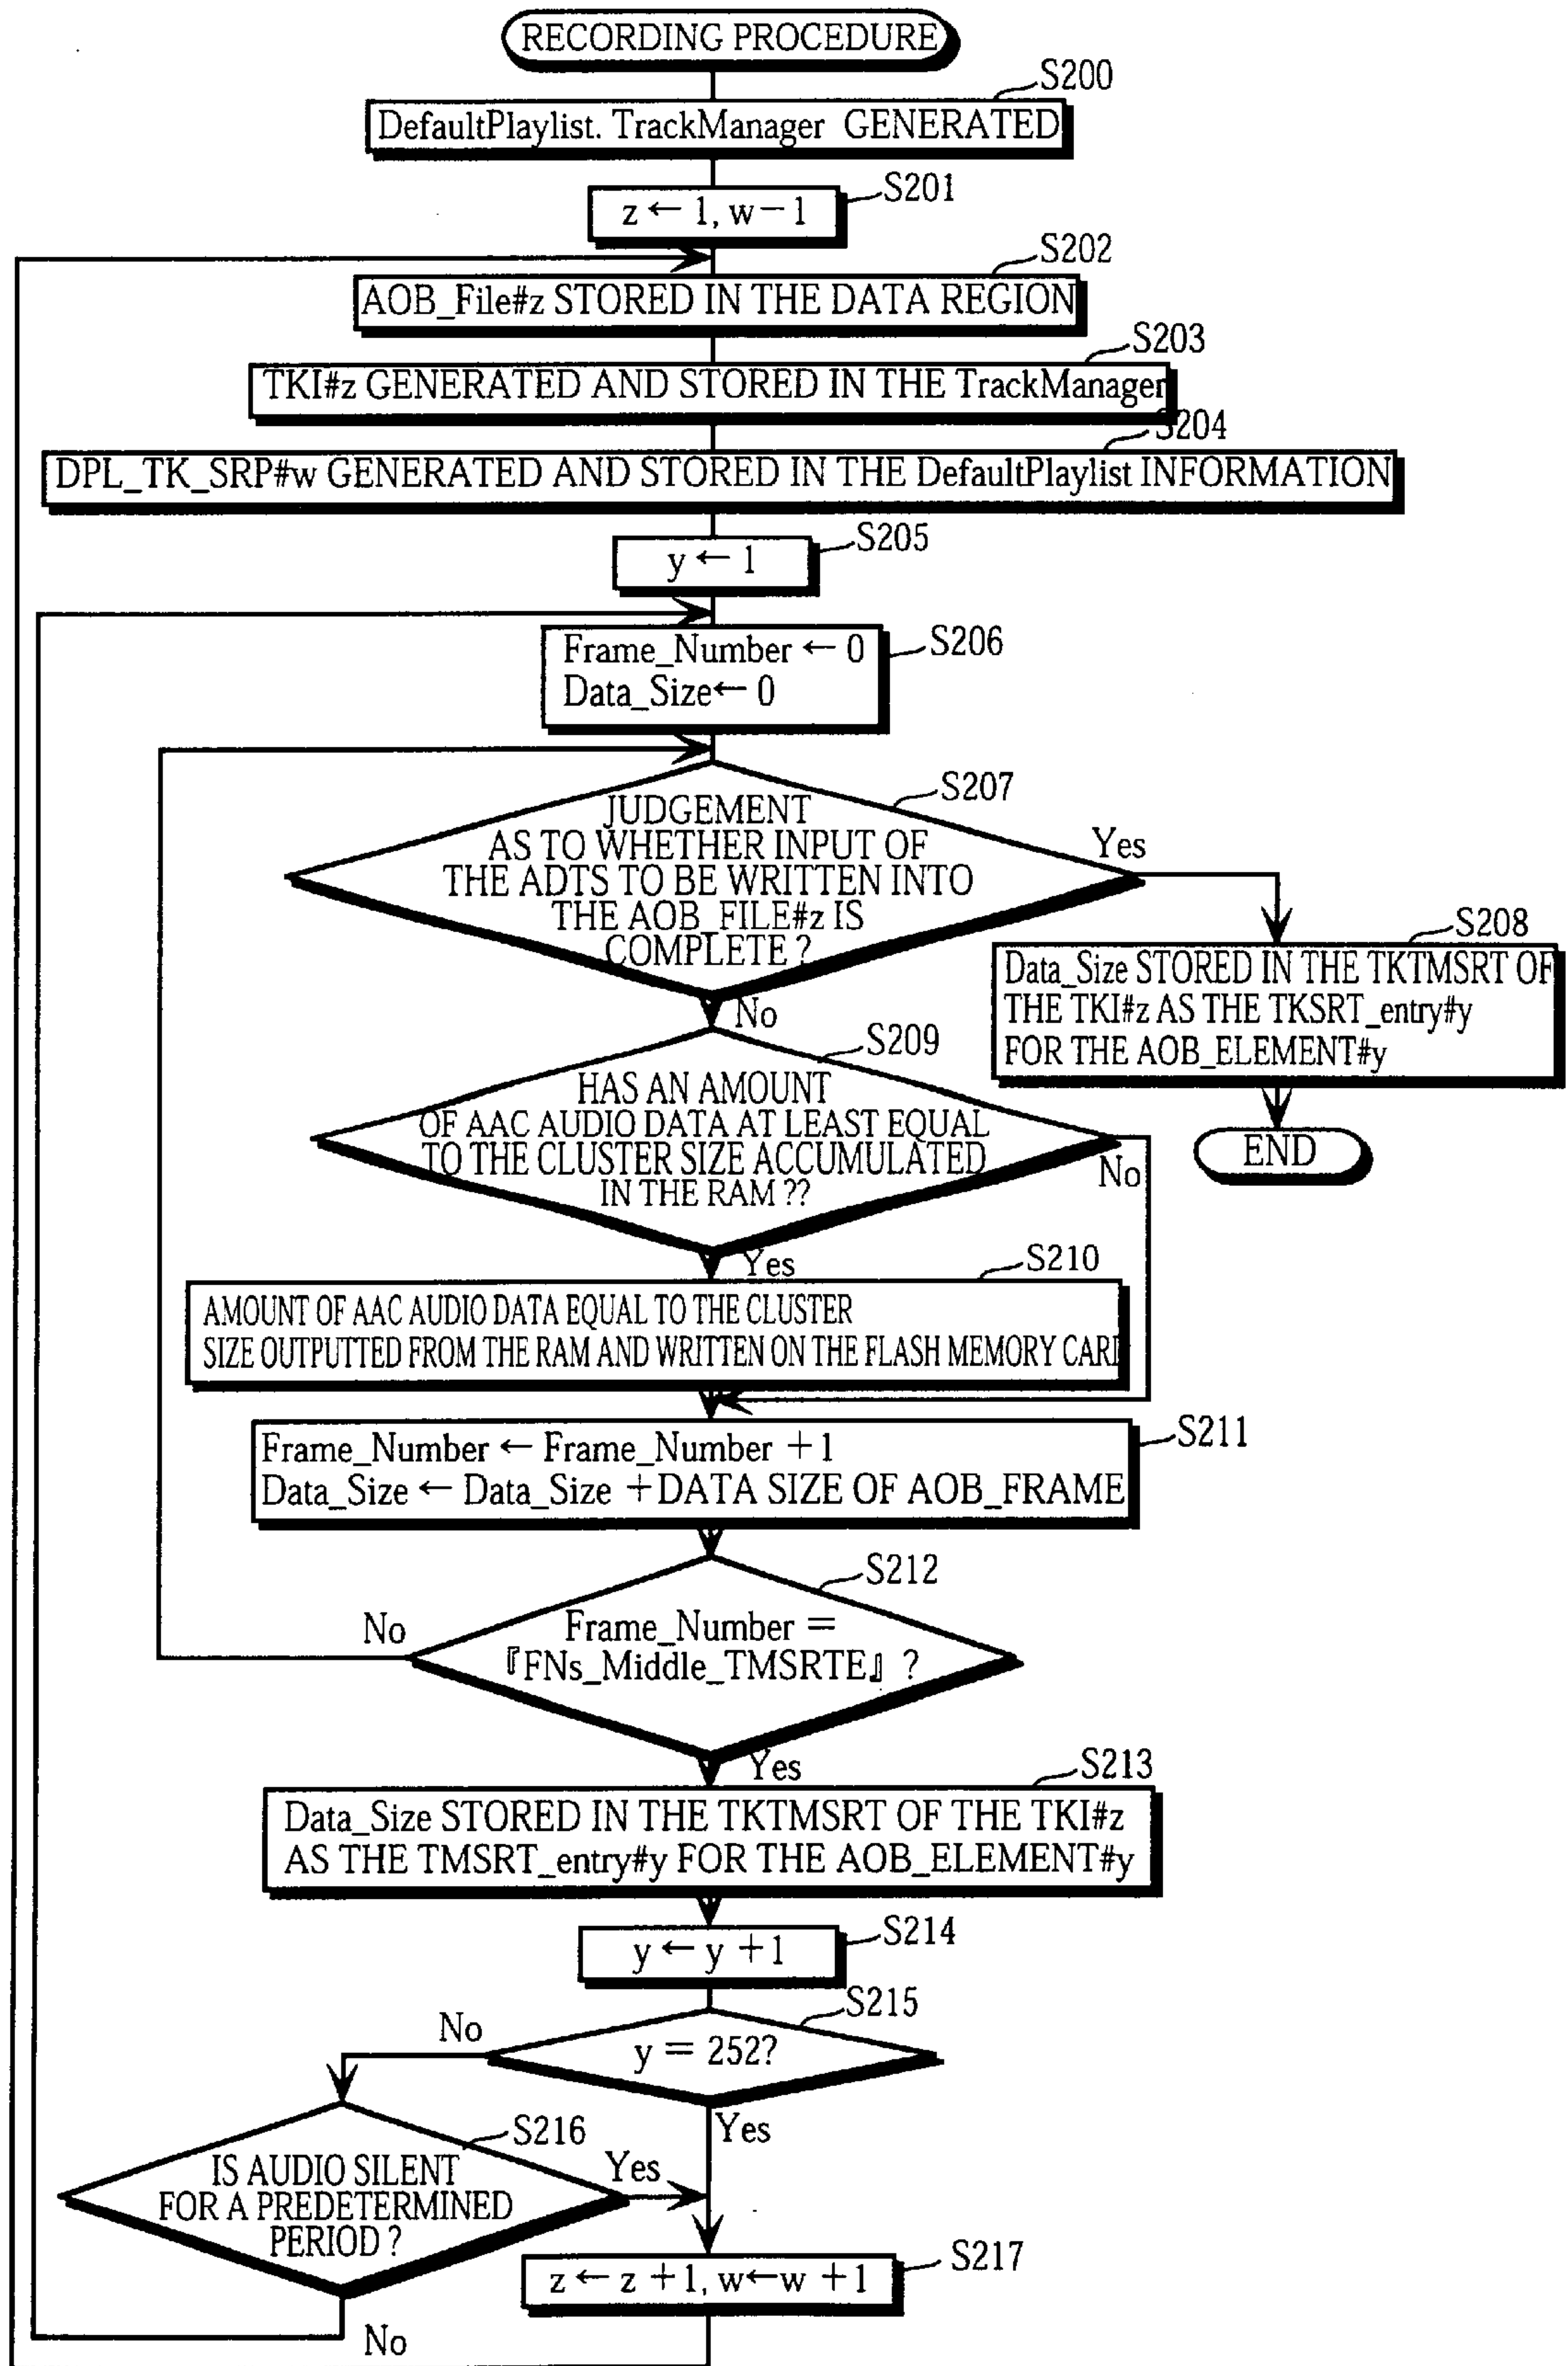 RECORDING PROCEDURE
S200
DefaultPlaylist. TrackManager GENERATED
S201
z ← 1, w－1
S202
AOB_File#z STORED IN THE DATA REGION
S203
TKI#z GENERATED AND STORED IN THE TrackManager
S204
DPL_TK_SRP#w GENERATED AND STORED IN THE DefaultPlaylist INFORMATION
S205
y ← 1
S206
Frame_Number ← 0
Data_Size← 0
S207
JUDGEMENT
AS TO WHETHER INPUT OF
THE ADTS TO BE WRITTEN INTO
THE AOB_FILE#z IS
COMPLETE ?
Yes
No
S208
Data_Size STORED IN THE TKTMSRT OF
THE TKI#z AS THE TKSRT_entry#y
FOR THE AOB_ELEMENT#y
END
S209
HAS AN AMOUNT
OF AAC AUDIO DATA AT LEAST EQUAL
TO THE CLUSTER SIZE ACCUMULATED
IN THE RAM ??
No
Yes
S210
AMOUNT OF AAC AUDIO DATA EQUAL TO THE CLUSTER
SIZE OUTPUTTED FROM THE RAM AND WRITTEN ON THE FLASH MEMORY CARD
S211
Frame_Number ← Frame_Number +1
Data_Size ← Data_Size +DATA SIZE OF AOB_FRAME
S212
Frame_Number =
『FNs_Middle_TMSRTE』 ?
No
Yes
S213
Data_Size STORED IN THE TKTMSRT OF THE TKI#z
AS THE TMSRT_entry#y FOR THE AOB_ELEMENT#y
S214
y ← y +1
S215
y = 252?
No
Yes
S216
IS AUDIO SILENT
FOR A PREDETERMINED
PERIOD ?
Yes
No
S217
z ← z +1, w←w +1